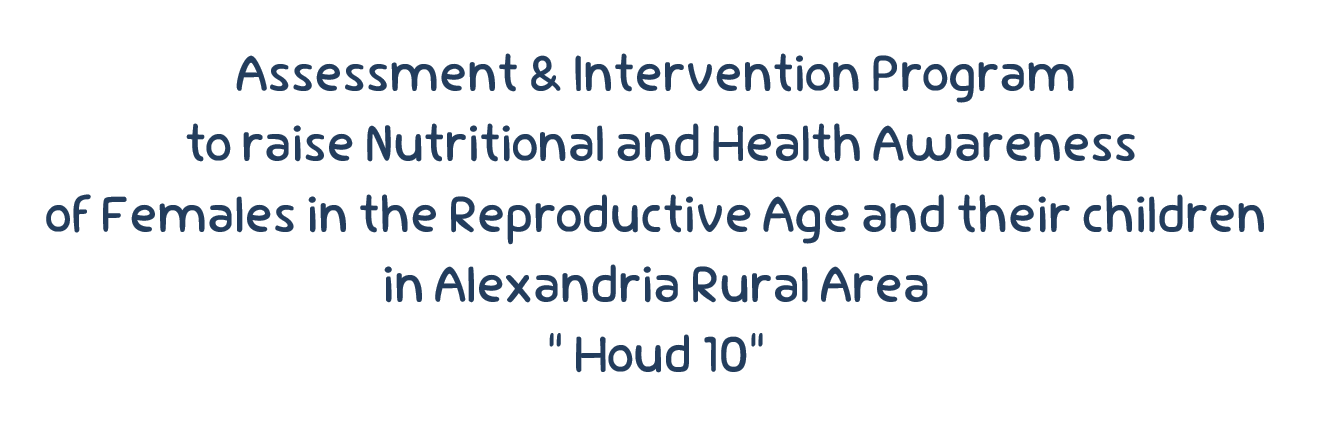 Assessment & Intervention Program
to raise Nutritional and Health Awareness
of Females in the Reproductive Age and their children
in Alexandria Rural Area
" Houd 10"